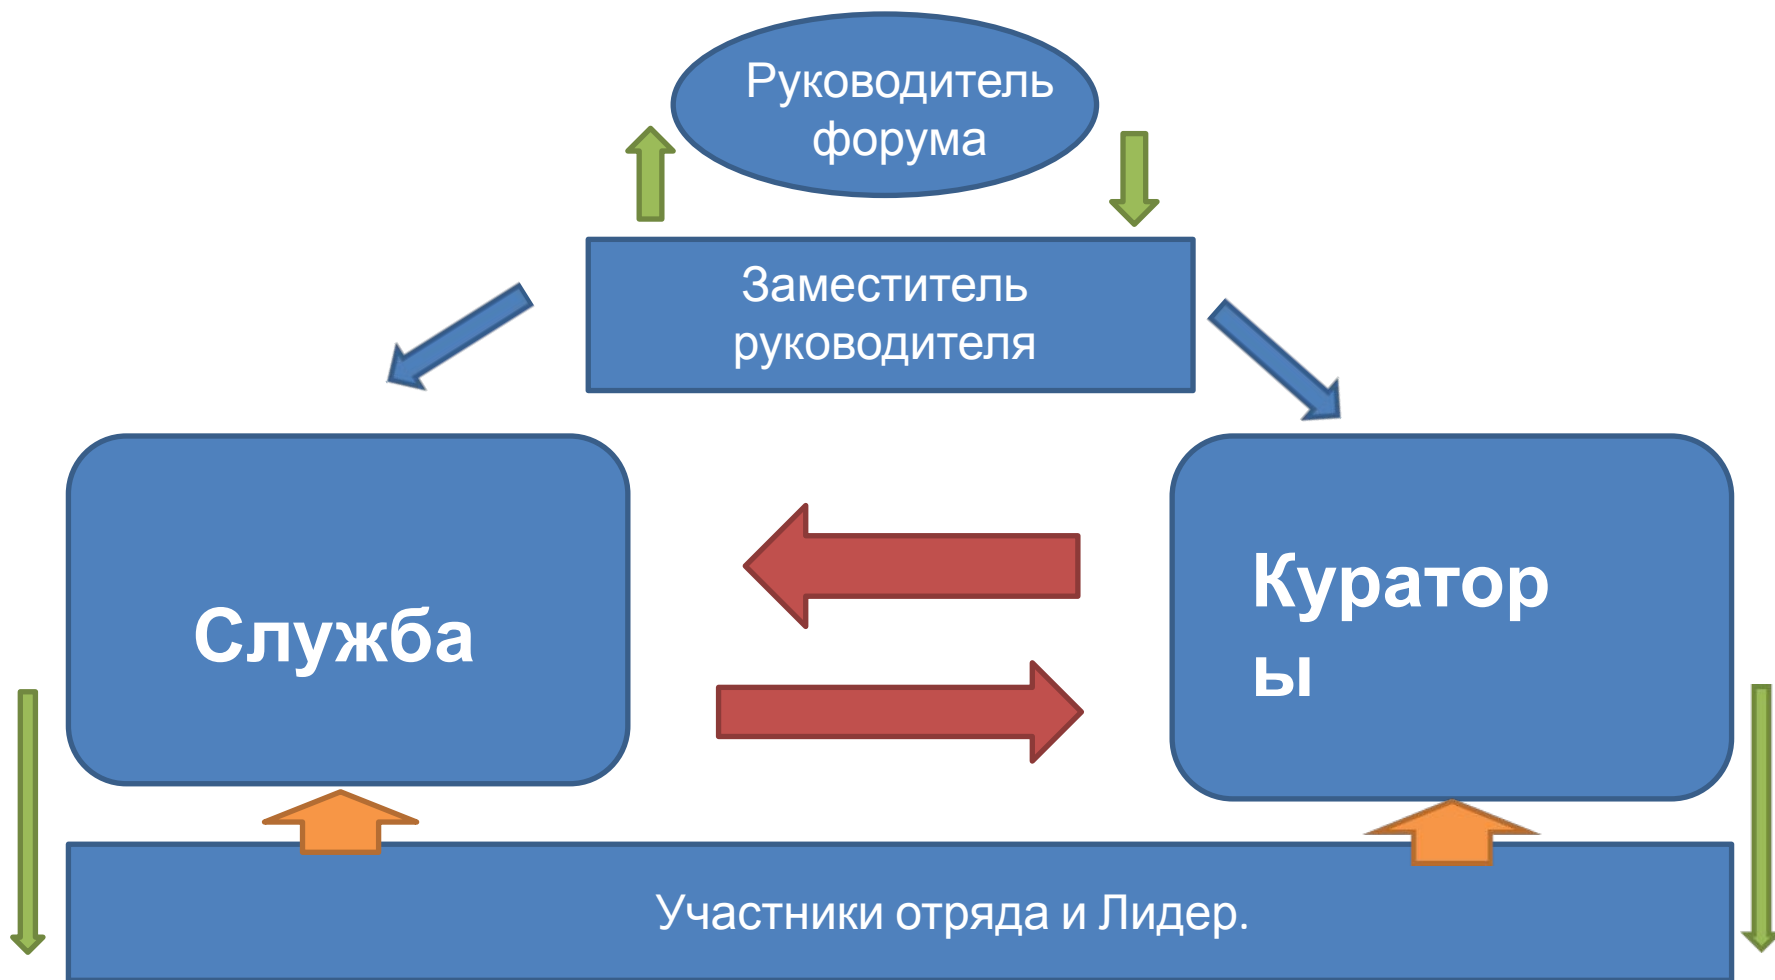 Руководитель
форума
Заместитель
руководителя
Служба
Куратор
ы
Участники отряда и Лидер.